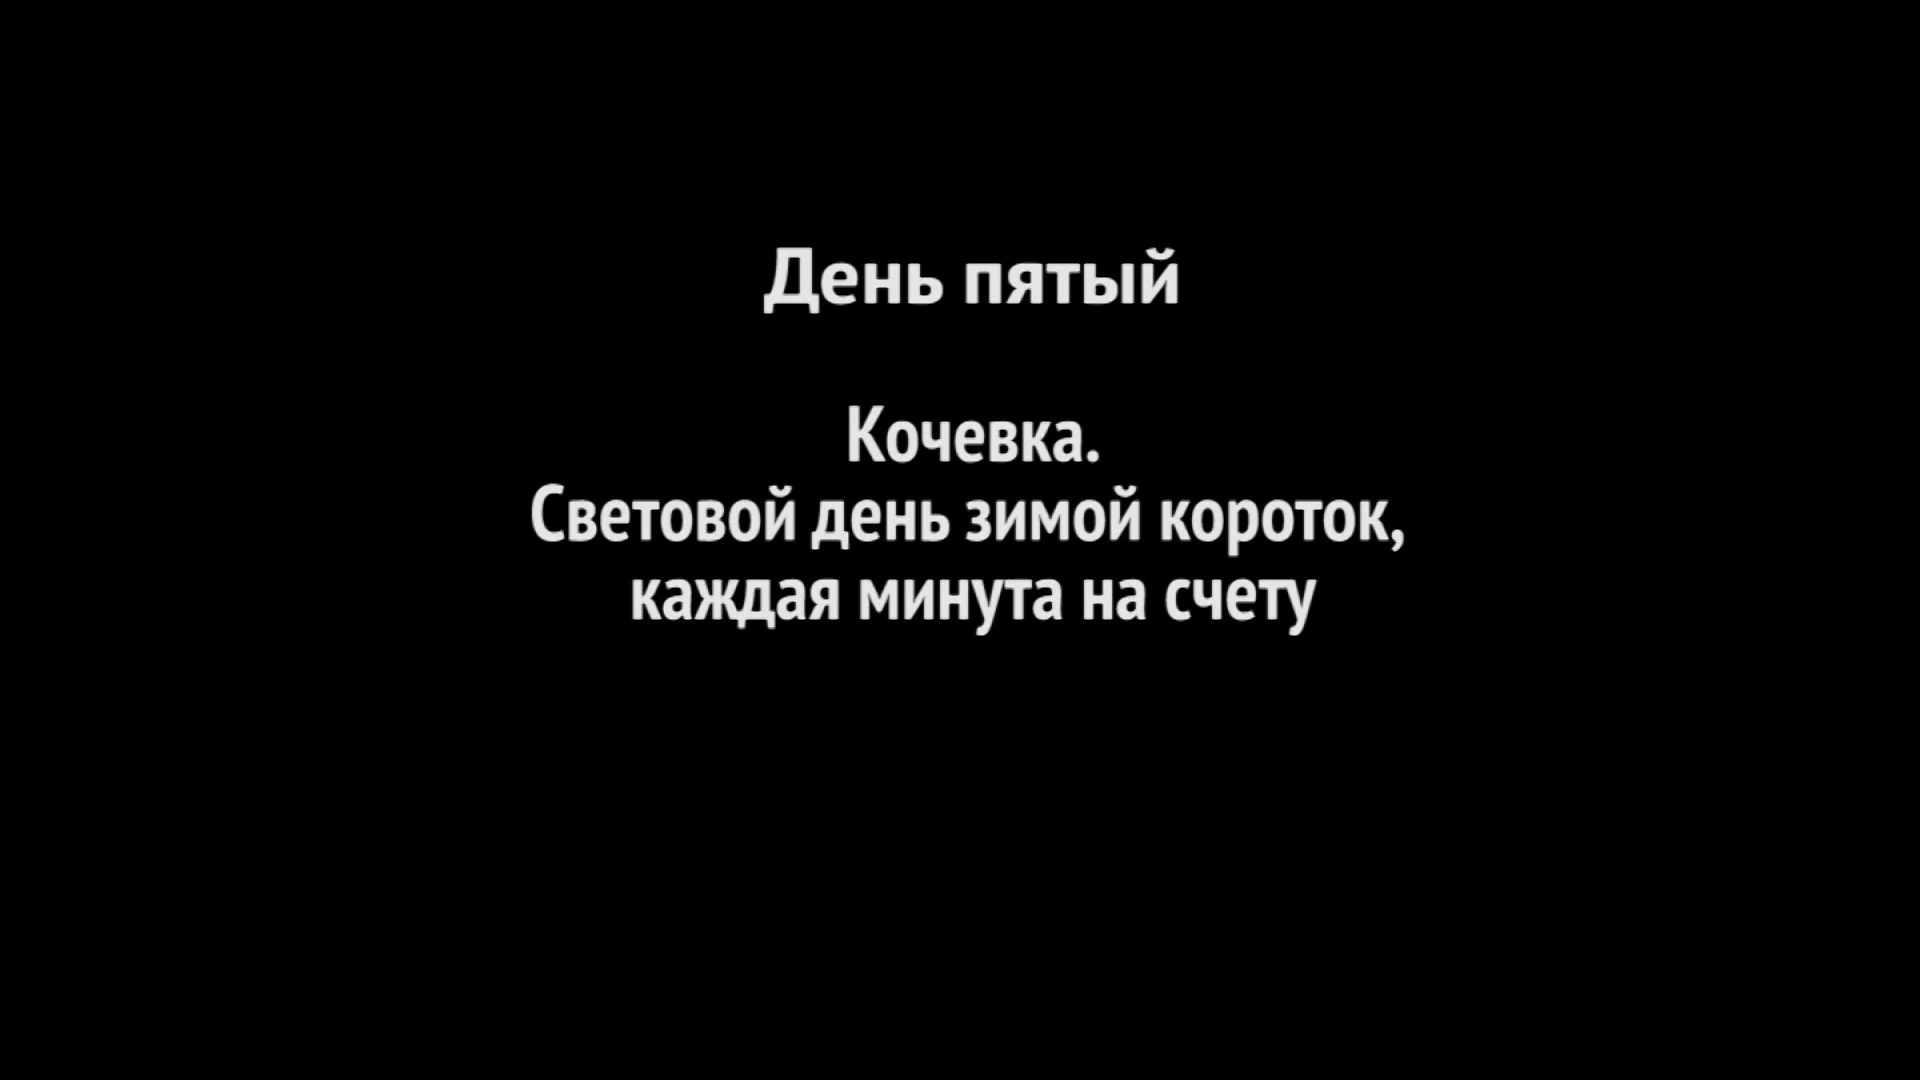 День пятый
Кочевка.
Световой день зимой короток,
каждая минута на счету